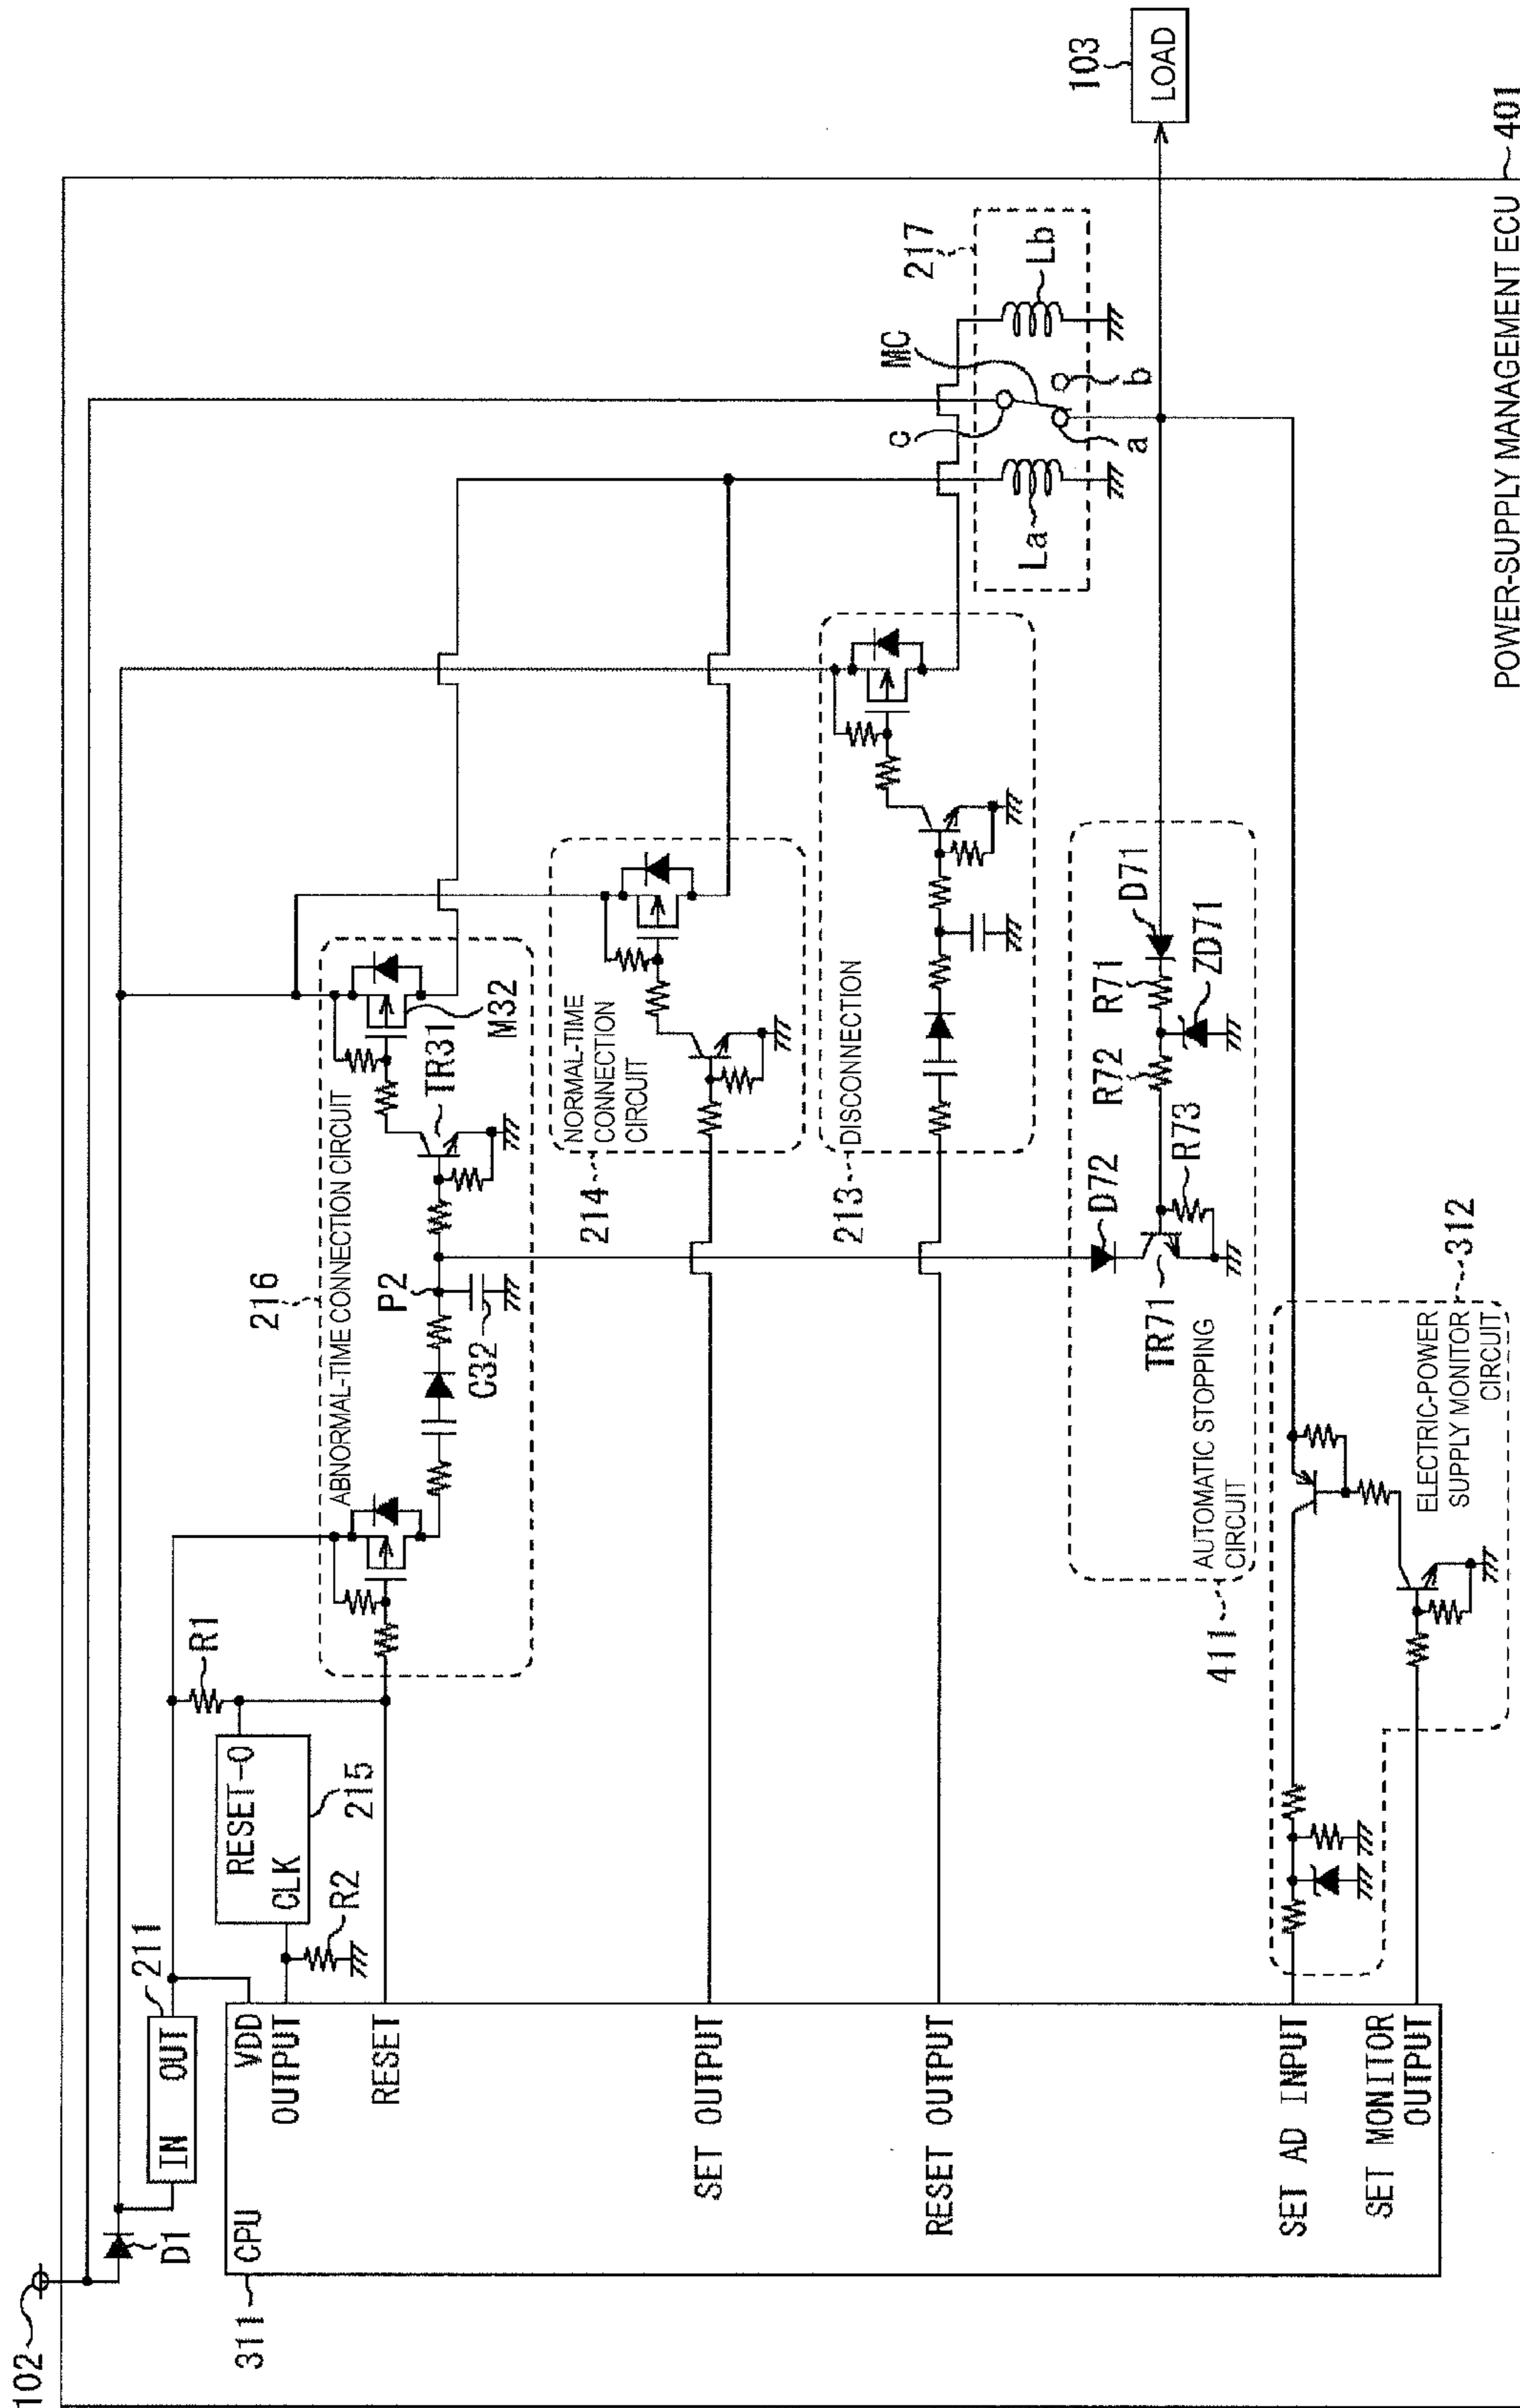 102
D1
211
IN OUT
311
CPU
VDD
OUTPUT
RESET
SET OUTPUT
RESET OUTPUT
SET AD INPUT
SET MONITOR
OUTPUT
R1
RESET-O
CLK
215
R2
216
ABNORMAL-TIME CONNECTION CIRCUIT
P2
C32
TR31
M32
214
NORMAL-TIME
CONNECTION
CIRCUIT
213
DISCONNECTION
217
La
Lb
MC
c
a
b
411
AUTOMATIC STOPPING
CIRCUIT
D72
TR71
R73
R72
R71
D71
ZD71
312
ELECTRIC-POWER
SUPPLY MONITOR
CIRCUIT
103
LOAD
POWER-SUPPLY MANAGEMENT ECU
401